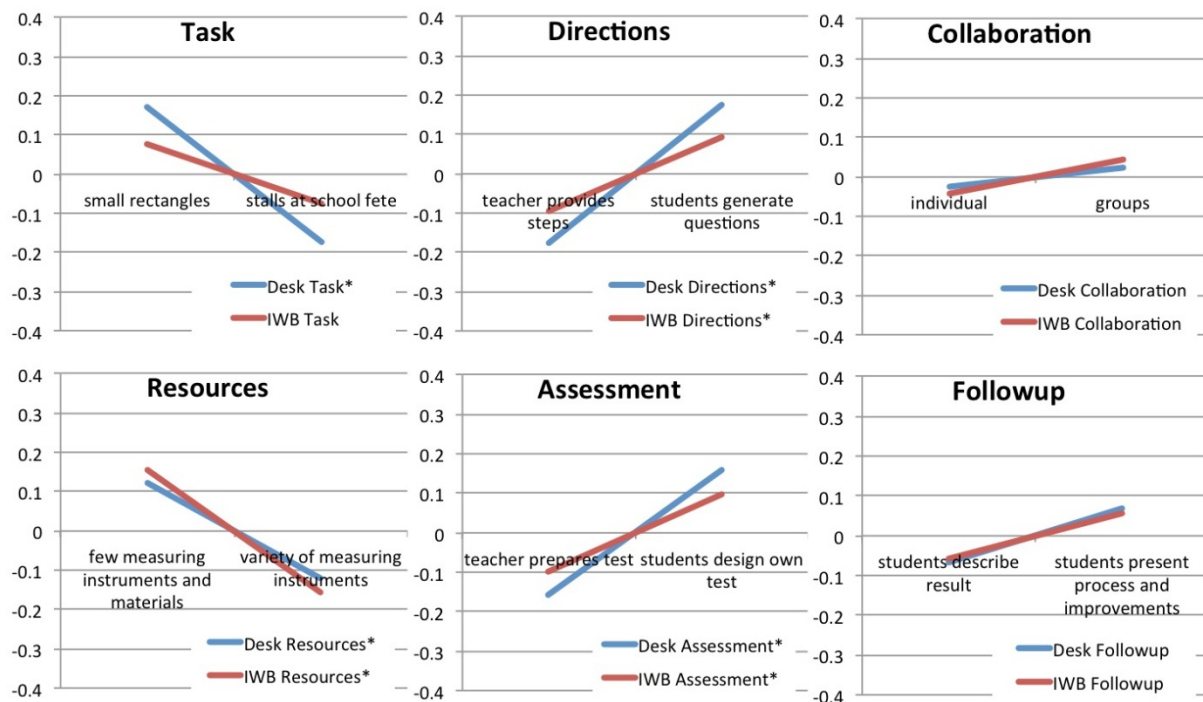 Task
0.4
0.3
0.2
0.1
0
-0.1
-0.2
-0.3
-0.4
small rectangles
stalls at school fete
Desk Task*
IWB Task
Directions
0.4
0.3
0.2
0.1
0
-0.1
-0.2
-0.3
-0.4
teacher provides
steps
students generate
questions
Desk Directions*
IWB Directions*
Collaboration
0.4
0.3
0.2
0.1
0
-0.1
-0.2
-0.3
-0.4
individual
groups
Desk Collaboration
IWB Collaboration
Resources
0.4
0.3
0.2
0.1
0
-0.1
-0.2
-0.3
-0.4
few measuring
instruments and
materials
variety of measuring
instruments
Desk Resources*
IWB Resources*
Assessment
0.4
0.3
0.2
0.1
0
-0.1
-0.2
-0.3
-0.4
teacher prepares test
students design own
test
Desk Assessment*
IWB Assessment*
Followup
0.4
0.3
0.2
0.1
0
-0.1
-0.2
-0.3
-0.4
students describe
result
students present
process and
improvements
Desk Followup
IWB Followup